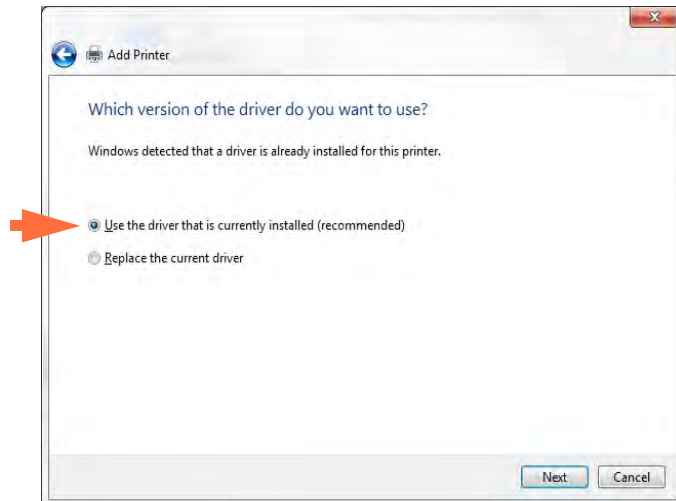 Add Printer
Which version of the driver do you want to use?
Windows detected that a driver is already installed for this printer.
Use the driver that is currently installed (recommended)
Replace the current driver
Next Cancel